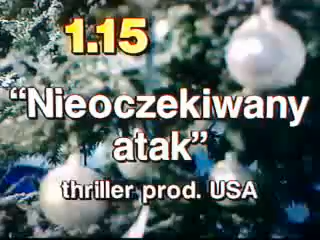 1.15
“Nieoczekiwany
atak”
thriller prod. USA